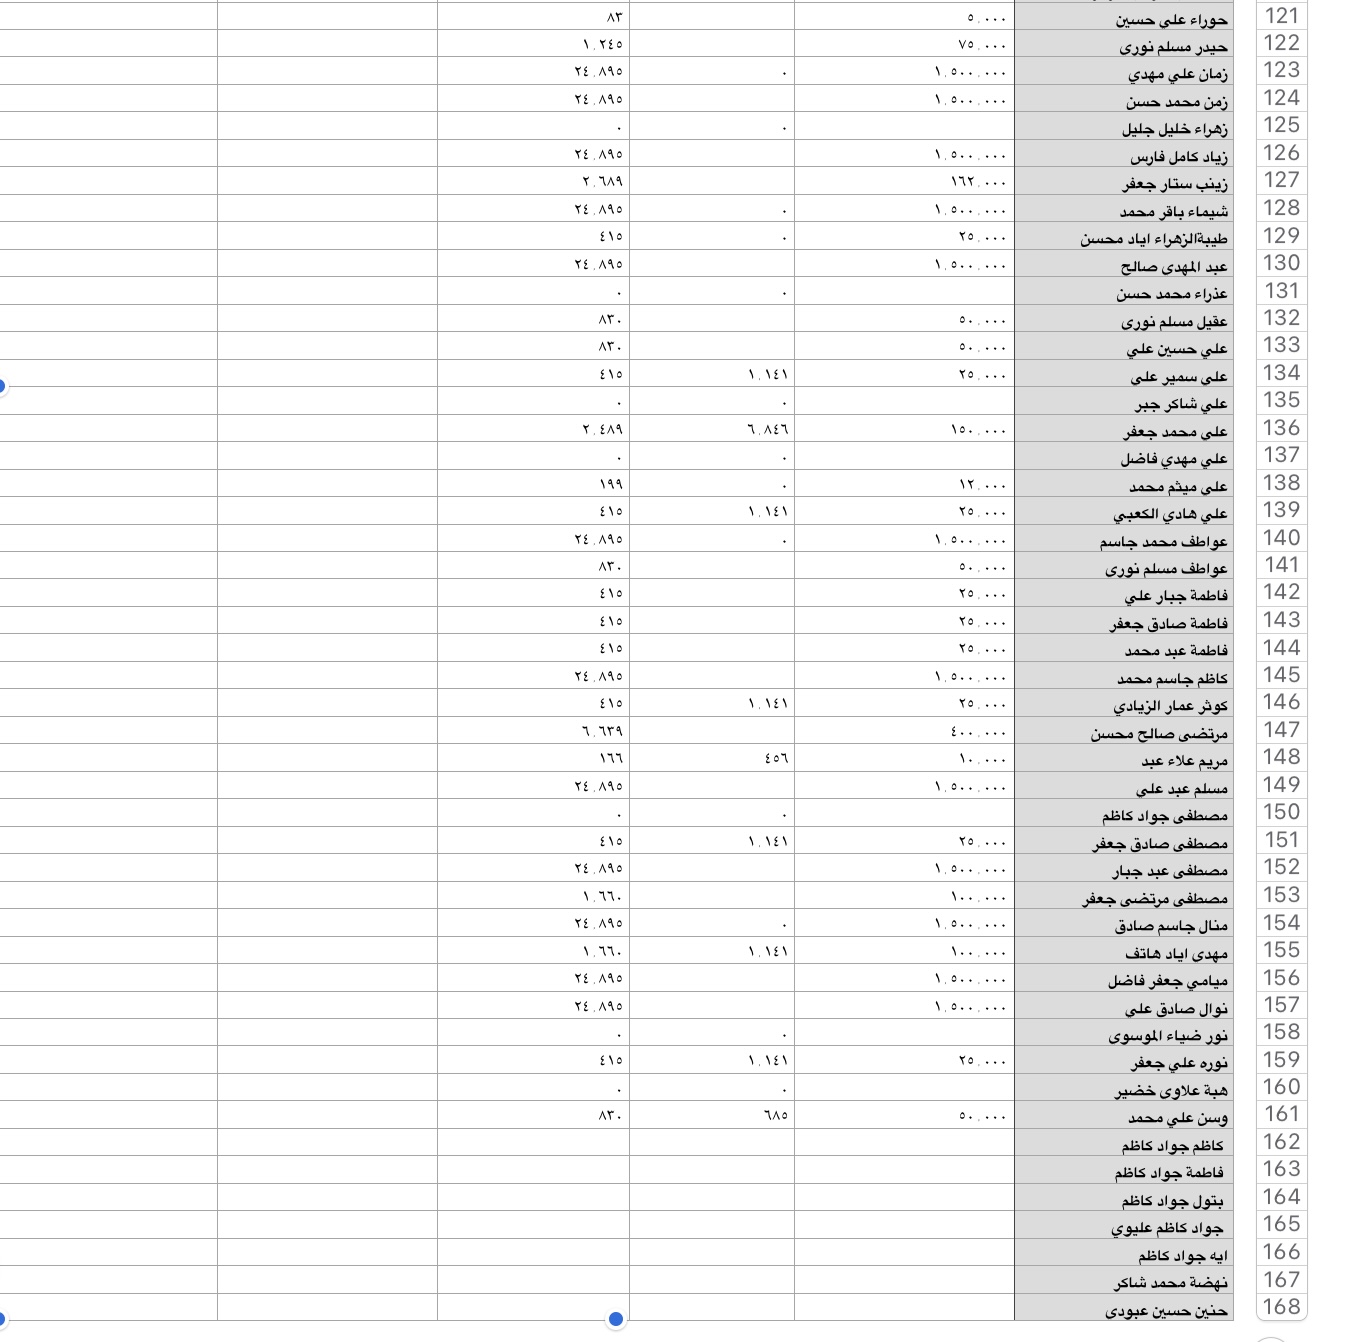 121 حوراء علي حسين ٥.٠٠٠ ٨٣
122 حيدر مسلم نوري ٧٥.٠٠٠ ١.٢٤٥
123 زمان علي مهدي ١.٥٠٠.٠٠٠ ٠ ٢٤.٨٩٥
124 زمن محمد حسن ١.٥٠٠.٠٠٠ ٢٤.٨٩٥
125 زهراء خليل جليل ٠ ٠
126 زياد كامل فارس ١.٥٠٠.٠٠٠ ٢٤.٨٩٥
127 زينب ستار جعفر ١٦٢.٠٠٠ ٢.٦٨٩
128 شيماء باقر محمد ١.٥٠٠.٠٠٠ ٠ ٢٤.٨٩٥
129 طيبةالزهراء اياد محسن ٢٥.٠٠٠ ٠ ٤١٥
130 عبد المهدي صالح ١.٥٠٠.٠٠٠ ٢٤.٨٩٥
131 عذراء محمد حسن ٠ ٠
132 عقيل مسلم نوري ٥٠.٠٠٠ ٨٣٠
133 علي حسين علي ٥٠.٠٠٠ ٨٣٠
134 علي سمير علي ٢٥.٠٠٠ ١.١٤١ ٤١٥
135 علي شاكر جبر ٠ ٠
136 علي محمد جعفر ١٥٠.٠٠٠ ٦.٨٤٦ ٢.٤٨٩
137 علي مهدي فاضل ٠ ٠
138 علي ميثم محمد ١٢.٠٠٠ ٠ ١٩٩
139 علي هادي الكعبي ٢٥.٠٠٠ ١.١٤١ ٤١٥
140 عواطف محمد جاسم ١.٥٠٠.٠٠٠ ٠ ٢٤.٨٩٥
141 عواطف مسلم نوري ٥٠.٠٠٠ ٨٣٠
142 فاطمة جبار علي ٢٥.٠٠٠ ٤١٥
143 فاطمة صادق جعفر ٢٥.٠٠٠ ٤١٥
144 فاطمة عبد محمد ٢٥.٠٠٠ ٤١٥
145 كاظم جاسم محمد ١.٥٠٠.٠٠٠ ٢٤.٨٩٥
146 كوثر عمار الزيادي ٢٥.٠٠٠ ١.١٤١ ٤١٥
147 مرتضى صالح محسن ٤٠٠.٠٠٠ ٦.٦٣٩
148 مريم علاء عبد ١٠.٠٠٠ ٤٥٦ ١٦٦
149 مسلم عبد علي ١.٥٠٠.٠٠٠ ٢٤.٨٩٥
150 مصطفى جواد كاظم ٠ ٠
151 مصطفى صادق جعفر ٢٥.٠٠٠ ١.١٤١ ٤١٥
152 مصطفى عبد جبار ١.٥٠٠.٠٠٠ ٢٤.٨٩٥
153 مصطفى مرتضى جعفر ١٠٠.٠٠٠ ١.٦٦٠
154 منال جاسم صادق ١.٥٠٠.٠٠٠ ٠ ٢٤.٨٩٥
155 مهدي اياد هاتف ١٠٠.٠٠٠ ١.١٤١ ١.٦٦٠
156 ميامي جعفر فاضل ١.٥٠٠.٠٠٠ ٢٤.٨٩٥
157 نوال صادق علي ١.٥٠٠.٠٠٠ ٢٤.٨٩٥
158 نور ضياء الموسوي ٠ ٠
159 نوره علي جعفر ٢٥.٠٠٠ ١.١٤١ ٤١٥
160 هبة علاوي خضير ٠ ٠
161 وسن علي محمد ٥٠.٠٠٠ ٦٨٥ ٨٣٠
162 كاظم جواد كاظم
163 فاطمة جواد كاظم
164 بتول جواد كاظم
165 جواد كاظم عليوي
166 ايه جواد كاظم
167 نهضة محمد شاكر
168 حنين حسين عبودي